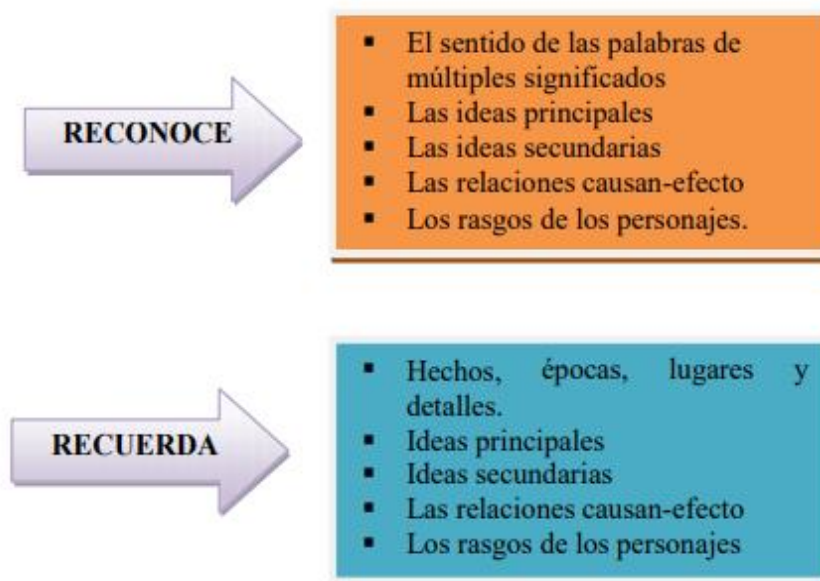 RECONOCE
▪ El sentido de las palabras de
múltiples significados
▪ Las ideas principales
▪ Las ideas secundarias
▪ Las relaciones causan-efecto
▪ Los rasgos de los personajes.
RECUERDA
▪ Hechos, épocas, lugares y
detalles.
▪ Ideas principales
▪ Ideas secundarias
▪ Las relaciones causan-efecto
▪ Los rasgos de los personajes